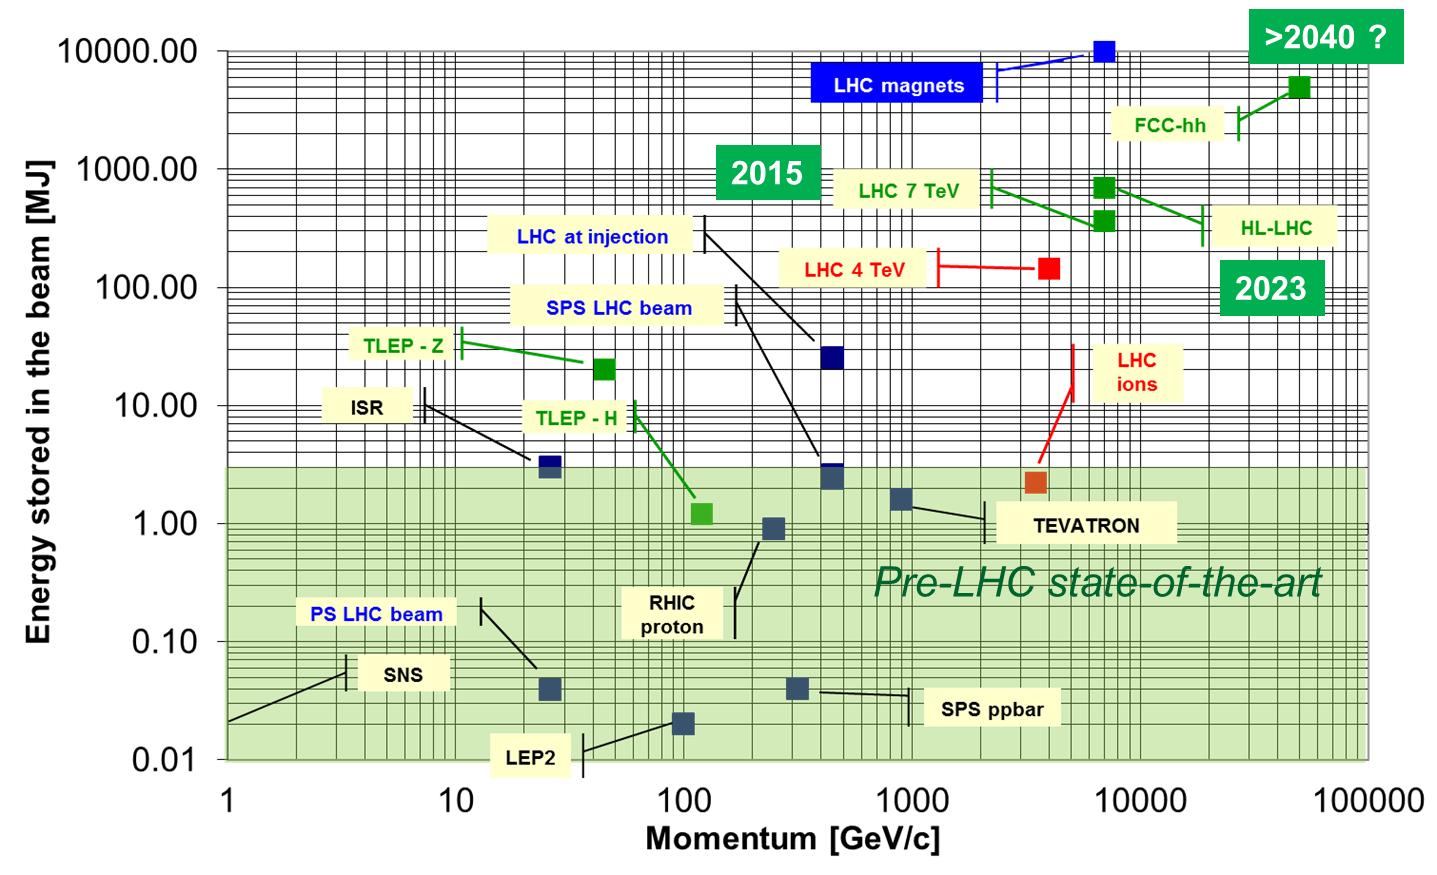 >2040 ?
10000.00
LHC magnets
FCC-hh
1000.00
2015
LHC 7 TeV
HL-LHC
LHC at injection
LHC 4 TeV
100.00
2023
SPS LHC beam
TLEP - Z
LHC
ions
10.00
ISR
TLEP - H
1.00
TEVATRON
Pre-LHC state-of-the-art
RHIC
proton
PS LHC beam
0.10
SNS
SPS ppbar
LEP2
0.01
1
10
100
1000
10000
100000
Momentum [GeV/c]
Energy stored in the beam [MJ]